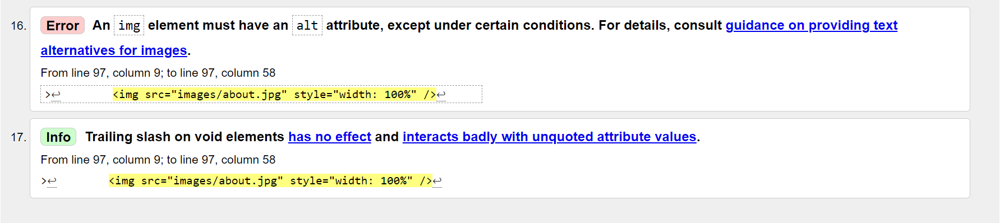 16. Error An img element must have an alt attribute, except under certain conditions. For details, consult guidance on providing text
alternatives for images.
From line 97, column 9; to line 97, column 58
>↩        <img src="images/about.jpg" style="width: 100%" />↩
17. Info Trailing slash on void elements has no effect and interacts badly with unquoted attribute values.
From line 97, column 9; to line 97, column 58
>↩        <img src="images/about.jpg" style="width: 100%" />↩